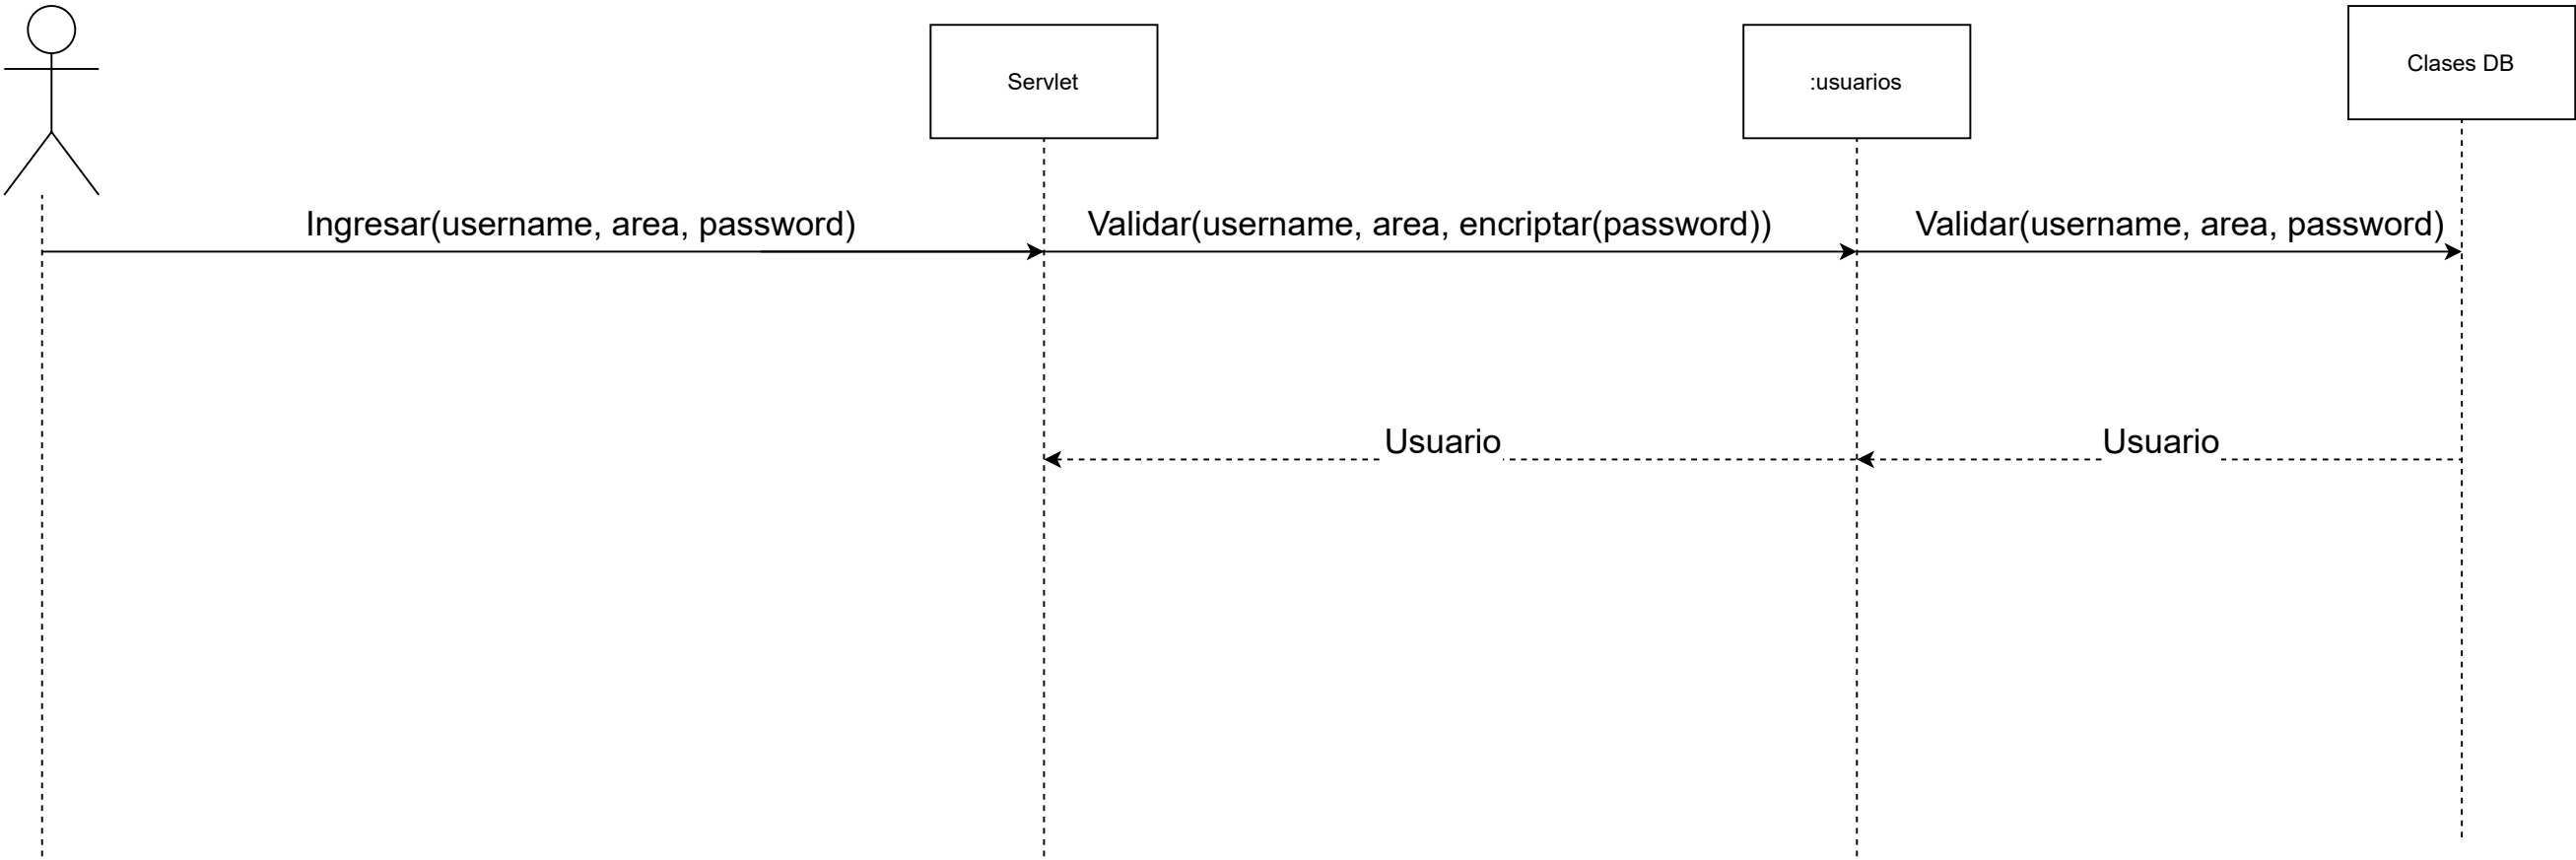 Servlet
:usuarios
Clases DB
Ingresar(username, area, password)
Validar(username, area, encriptar(password))
Validar(username, area, password)
Usuario
Usuario